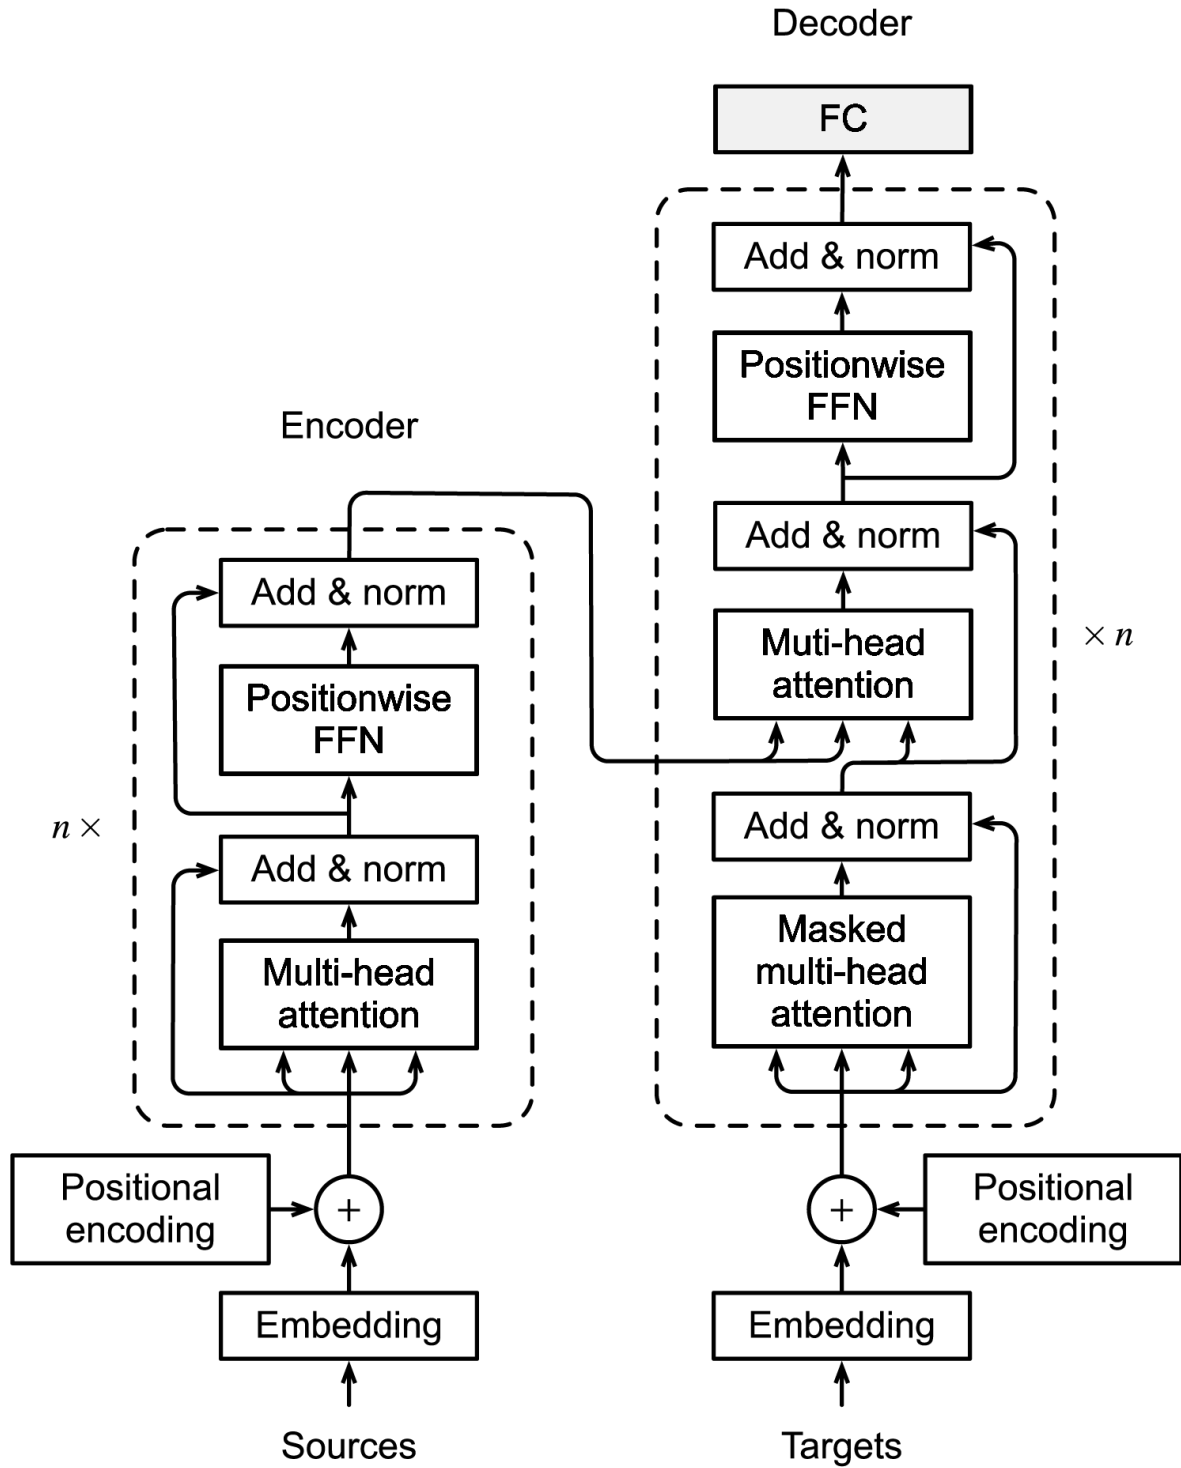 Decoder
FC
Add & norm
Positionwise
FFN
Add & norm
Muti-head
attention
× n
Add & norm
Masked
multi-head
attention
Positional
encoding
+
Embedding
Targets
Encoder
Add & norm
Positionwise
FFN
n ×
Add & norm
Multi-head
attention
Positional
encoding
+
Embedding
Sources